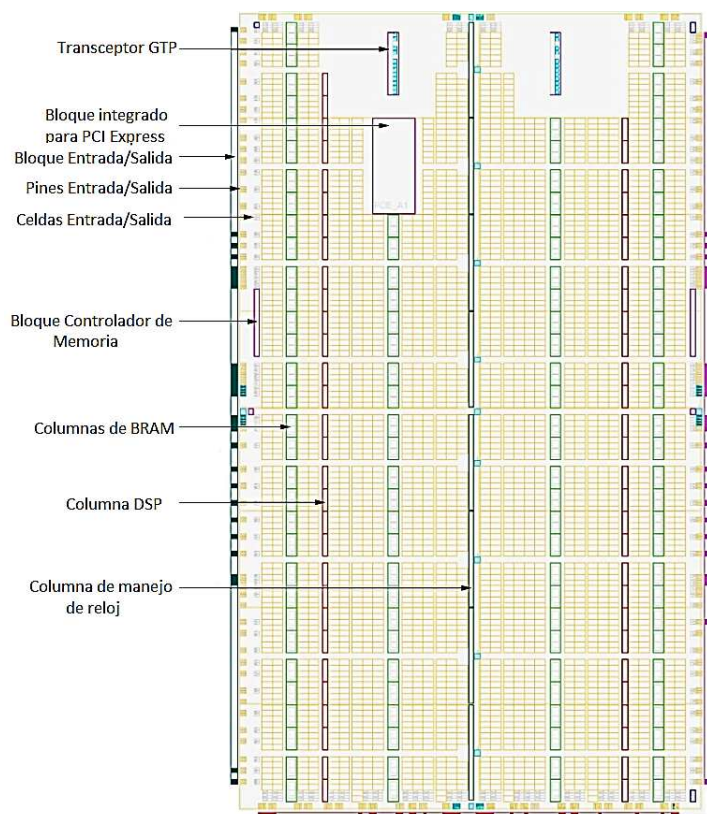 Transceptor GTP
Bloque integrado
para PCI Express
Bloque Entrada/Salida
Pines Entrada/Salida
Celdas Entrada/Salida
Bloque Controlador de
Memoria
Columnas de BRAM
Columna DSP
Columna de manejo
de reloj